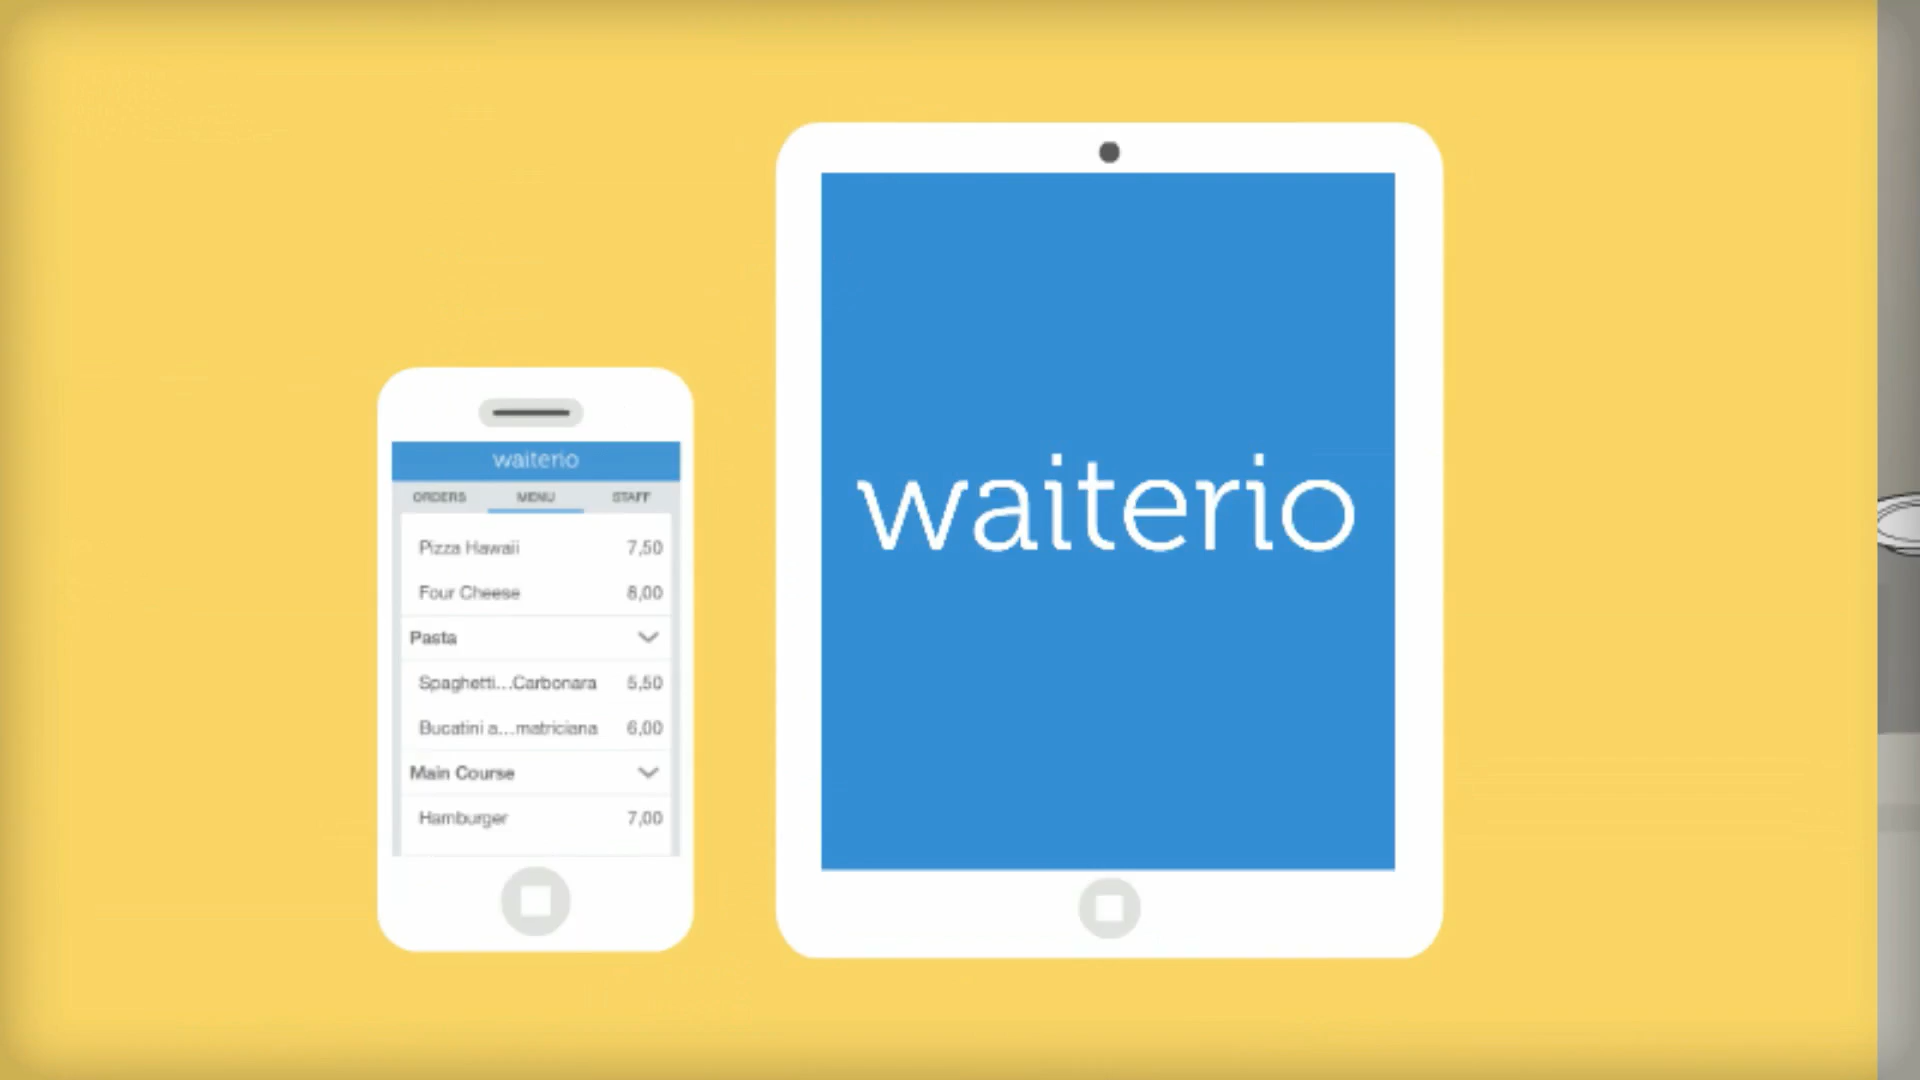 waiterio
ORDERS MENU STAFF
Pizza Hawaii 7,50
Four Cheese 8,00
Pasta
Spaghetti...Carbonara 5,50
Bucatini a...matriciana 6,00
Main Course
Hamburger 7,00
waiterio